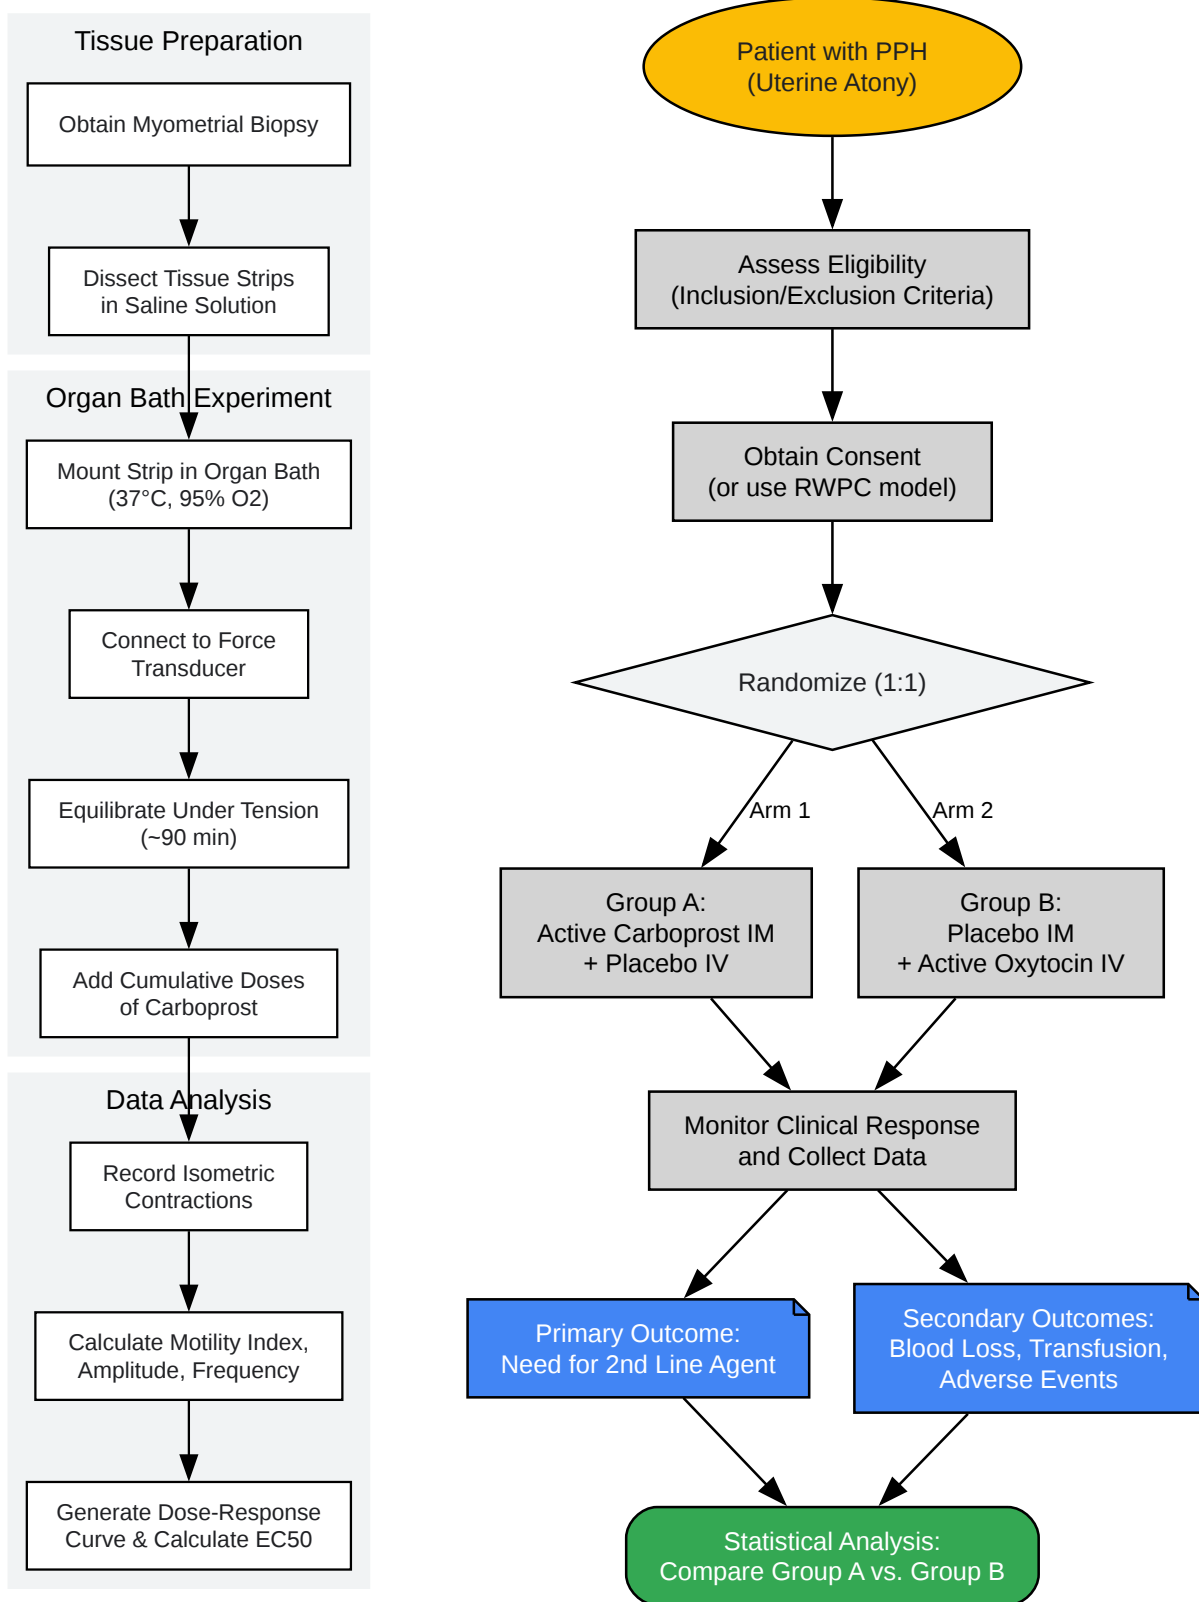 Tissue Preparation
Obtain Myometrial Biopsy
Dissect Tissue Strips
in Saline Solution
Organ Bath Experiment
Mount Strip in Organ Bath
(37°C, 95% O2)
Connect to Force
Transducer
Equilibrate Under Tension
(~90 min)
Add Cumulative Doses
of Carboprost
Data Analysis
Record Isometric
Contractions
Calculate Motility Index,
Amplitude, Frequency
Generate Dose-Response
Curve & Calculate EC50
Patient with PPH
(Uterine Atony)
Assess Eligibility
(Inclusion/Exclusion Criteria)
Obtain Consent
(or use RWPC model)
Randomize (1:1)
Arm 1
Arm 2
Group A:
Active Carboprost IM
+ Placebo IV
Group B:
Placebo IM
+ Active Oxytocin IV
Monitor Clinical Response
and Collect Data
Primary Outcome:
Need for 2nd Line Agent
Secondary Outcomes:
Blood Loss, Transfusion,
Adverse Events
Statistical Analysis:
Compare Group A vs. Group B